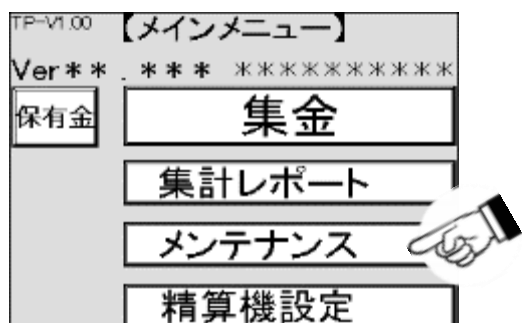 TP-V1.00 【メインメニュー】
Ver**.*** **********
保有金 集金
集計レポート
メンテナンス
精算機設定